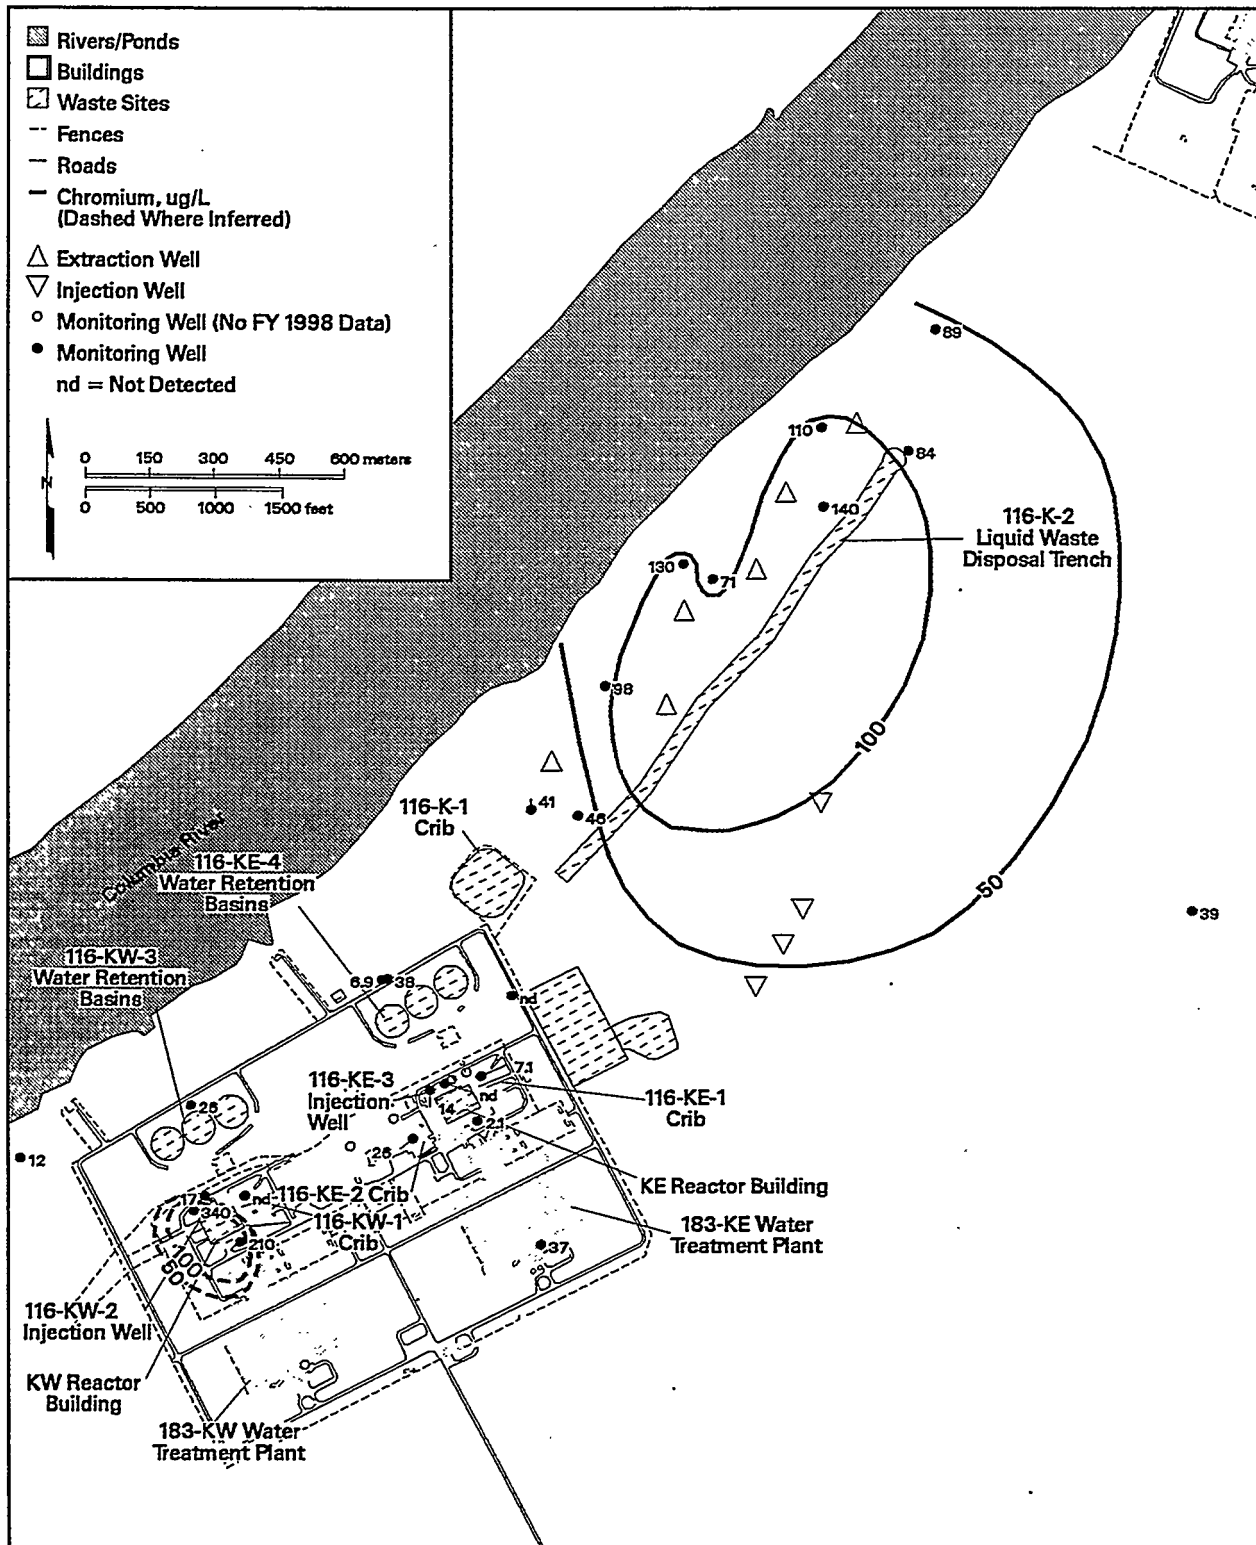 Rivers/Ponds
Buildings
Waste Sites
Fences
Roads
Chromium, ug/L
(Dashed Where Inferred)
Extraction Well
Injection Well
Monitoring Well (No FY 1998 Data)
Monitoring Well
nd = Not Detected
N
0 150 300 450 600 meters
0 500 1000 1500 feet
89
110
84
140
116-K-2
Liquid Waste
Disposal Trench
130
71
98
100
50
41
46
39
116-K-1
Crib
Columbia River
116-KE-4
Water Retention
Basins
116-KW-3
Water Retention
Basins
6.9
38
nd
116-KE-3
Injection
Well
7.1
nd
14
2.1
116-KE-1
Crib
25
12
26
KE Reactor Building
17
nd
116-KE-2 Crib
340
116-KW-1
Crib
210
183-KE Water
Treatment Plant
37
100
50
116-KW-2
Injection Well
KW Reactor
Building
183-KW Water
Treatment Plant